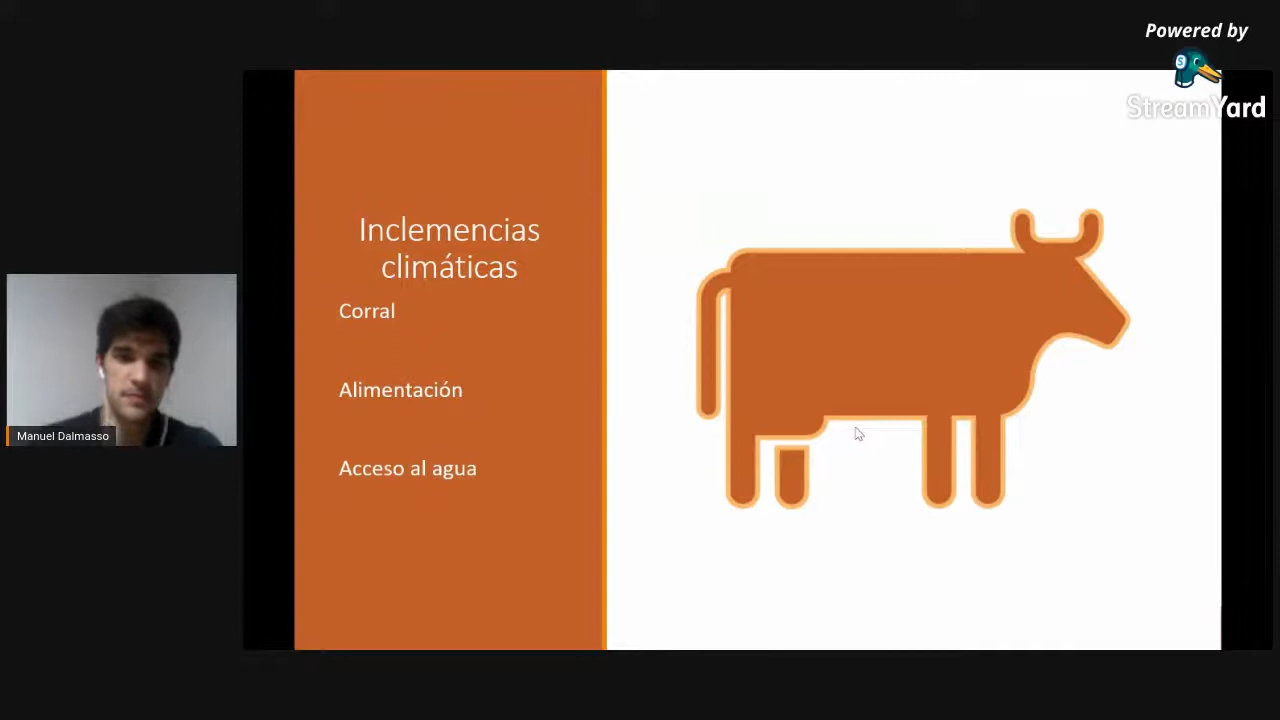 Powered by
StreamYard
Inclemencias
climáticas
Corral
Alimentación
Acceso al agua
Manuel Dalmasso